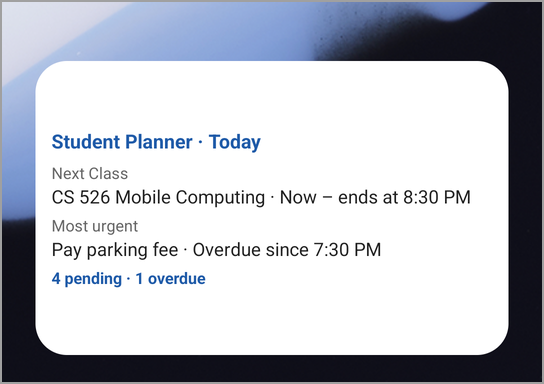 Student Planner · Today
Next Class
CS 526 Mobile Computing · Now – ends at 8:30 PM
Most urgent
Pay parking fee · Overdue since 7:30 PM
4 pending · 1 overdue